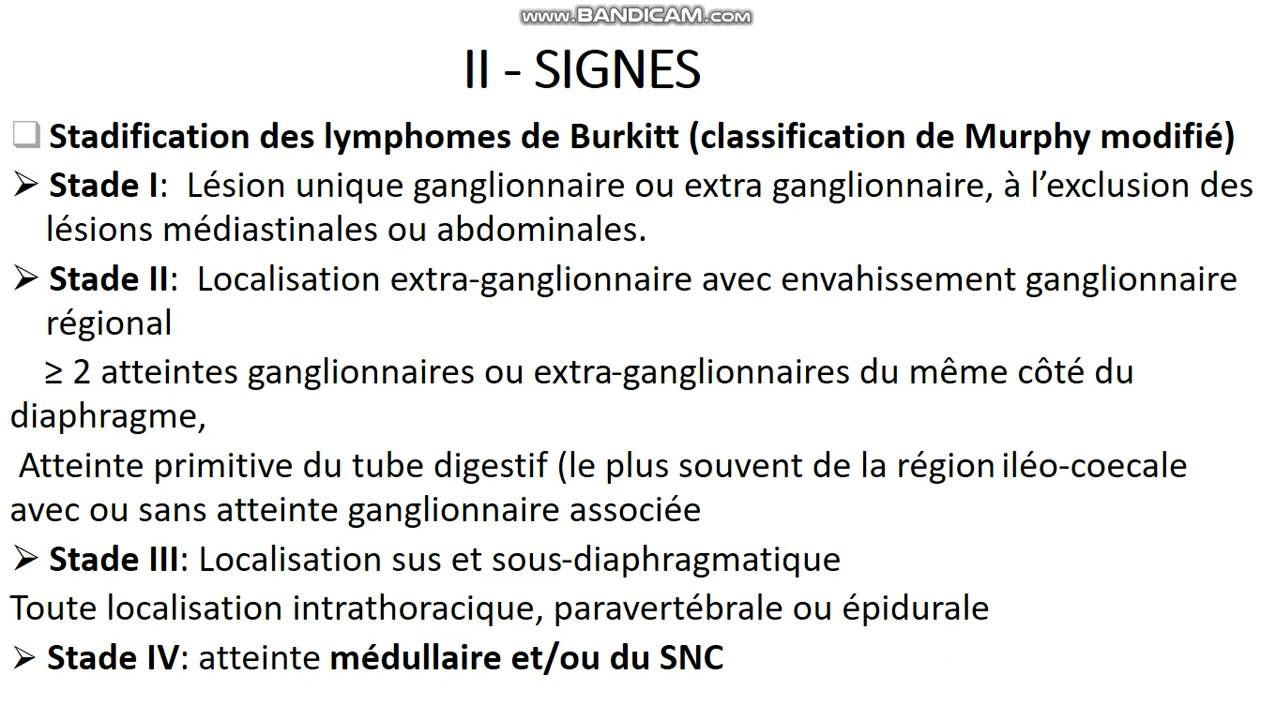 www.BANDICAM.com
II - SIGNES
❑ Stadification des lymphomes de Burkitt (classification de Murphy modifié)
➢ Stade I: Lésion unique ganglionnaire ou extra ganglionnaire, à l’exclusion des
lésions médiastinales ou abdominales.
➢ Stade II: Localisation extra-ganglionnaire avec envahissement ganglionnaire
régional
≥ 2 atteintes ganglionnaires ou extra-ganglionnaires du même côté du
diaphragme,
Atteinte primitive du tube digestif (le plus souvent de la région iléo-coecale
avec ou sans atteinte ganglionnaire associée
➢ Stade III: Localisation sus et sous-diaphragmatique
Toute localisation intrathoracique, paravertébrale ou épidurale
➢ Stade IV: atteinte médullaire et/ou du SNC